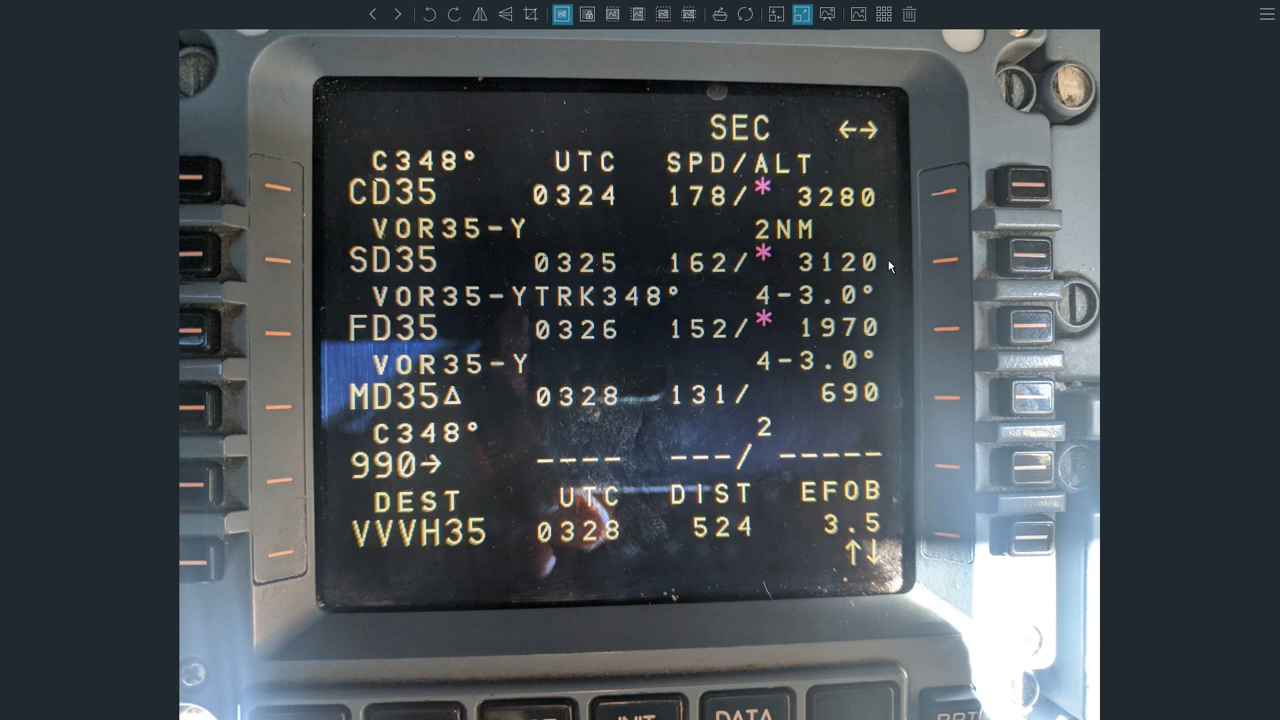 SEC ←→
C348° UTC SPD/ALT
CD35 0324 178/* 3280
VOR35-Y 2NM
SD35 0325 162/* 3120
VOR35-YTRK348° 4-3.0°
FD35 0326 152/* 1970
VOR35-Y 4-3.0°
MD35Δ 0328 131/ 690
C348° 2
990→ ---- ---/ -----
DEST UTC DIST EFOB
VVVH35 0328 524 3.5
↑↓
DATA